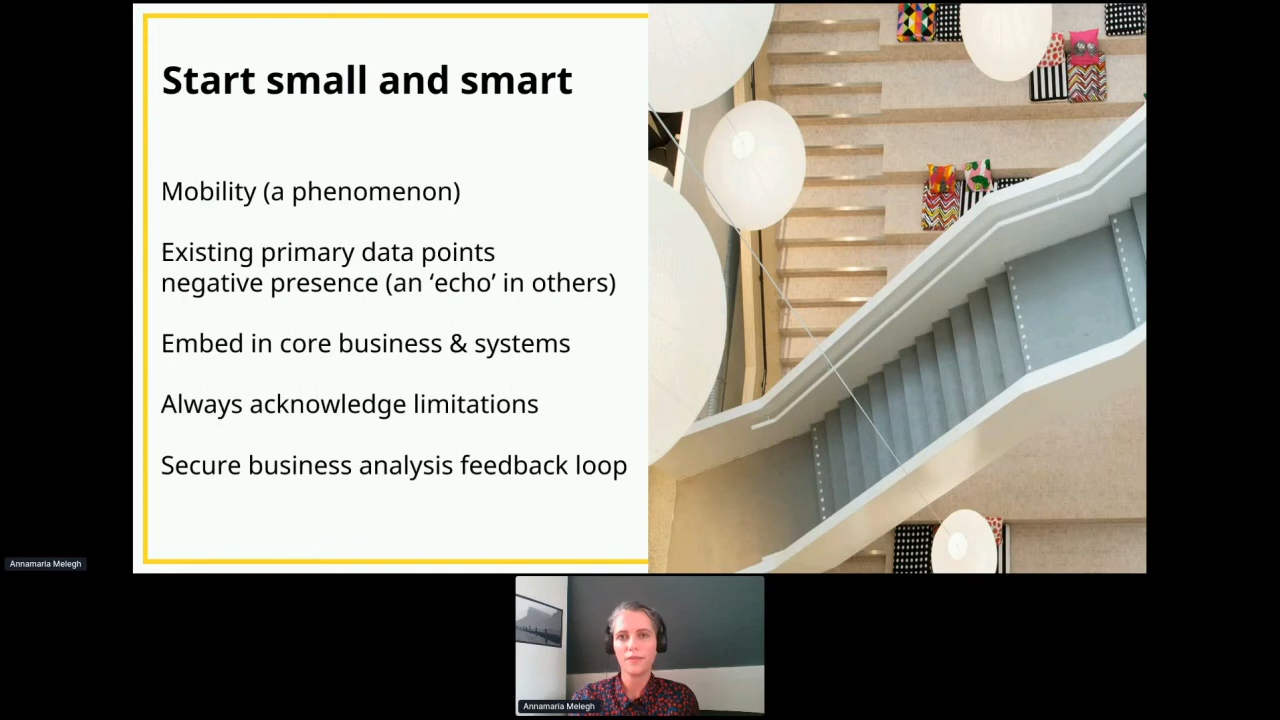 Start small and smart
Mobility (a phenomenon)
Existing primary data points
negative presence (an ‘echo’ in others)
Embed in core business & systems
Always acknowledge limitations
Secure business analysis feedback loop
Annamaria Melegh
Annamaria Melegh